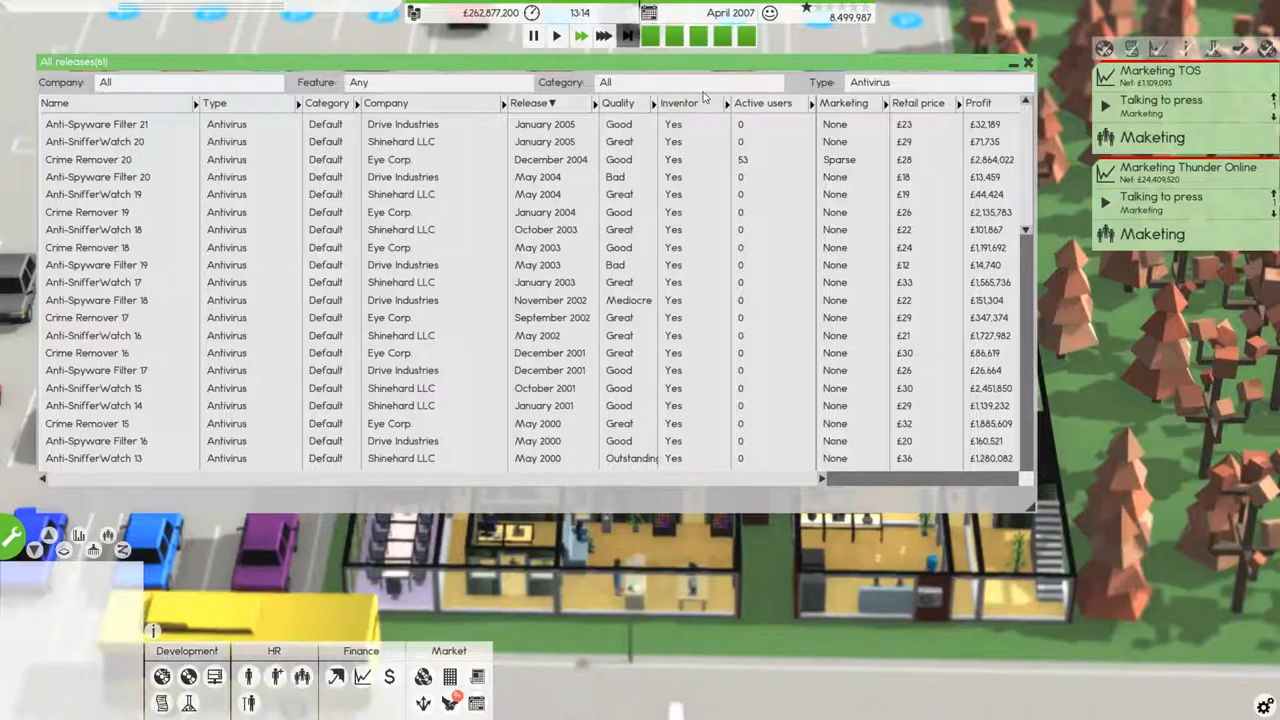 £262,877,200 13:14 April 2007 8,499,987
All releases(61)
Company: All Feature: Any Category: All Type: Antivirus
Name Type Category Company Release Quality Inventor Active users Marketing Retail price Profit
Anti-Spyware Filter 21 Antivirus Default Drive Industries January 2005 Good Yes 0 None £23 £32,189
Anti-SnifferWatch 20 Antivirus Default Shinehard LLC January 2005 Great Yes 0 None £29 £71,735
Crime Remover 20 Antivirus Default Eye Corp. December 2004 Good Yes 53 Sparse £28 £2,864,022
Anti-Spyware Filter 20 Antivirus Default Drive Industries May 2004 Bad Yes 0 None £18 £13,459
Anti-SnifferWatch 19 Antivirus Default Shinehard LLC May 2004 Great Yes 0 None £19 £44,424
Crime Remover 19 Antivirus Default Eye Corp. January 2004 Good Yes 0 None £26 £2,135,783
Anti-SnifferWatch 18 Antivirus Default Shinehard LLC October 2003 Good Yes 0 None £22 £101,867
Crime Remover 18 Antivirus Default Eye Corp. May 2003 Good Yes 0 None £24 £1,191,692
Anti-Spyware Filter 19 Antivirus Default Drive Industries May 2003 Bad Yes 0 None £12 £14,740
Anti-SnifferWatch 17 Antivirus Default Shinehard LLC January 2003 Great Yes 0 None £33 £1,565,736
Anti-Spyware Filter 18 Antivirus Default Drive Industries November 2002 Mediocre Yes 0 None £22 £151,304
Crime Remover 17 Antivirus Default Eye Corp. September 2002 Great Yes 0 None £29 £347,374
Anti-SnifferWatch 16 Antivirus Default Shinehard LLC May 2002 Great Yes 0 None £21 £1,727,982
Crime Remover 16 Antivirus Default Eye Corp. December 2001 Great Yes 0 None £30 £86,619
Anti-Spyware Filter 17 Antivirus Default Drive Industries December 2001 Good Yes 0 None £26 £26,664
Anti-SnifferWatch 15 Antivirus Default Shinehard LLC October 2001 Good Yes 0 None £30 £2,451,850
Anti-SnifferWatch 14 Antivirus Default Shinehard LLC January 2001 Good Yes 0 None £29 £1,139,232
Crime Remover 15 Antivirus Default Eye Corp. May 2000 Great Yes 0 None £32 £1,885,609
Anti-Spyware Filter 16 Antivirus Default Drive Industries May 2000 Good Yes 0 None £20 £160,521
Anti-SnifferWatch 13 Antivirus Default Shinehard LLC May 2000 Outstanding Yes 0 None £36 £1,280,082
Marketing TOS
Net: £1,109,093
Talking to press
Marketing
Maketing
Marketing Thunder Online
Net: £24,409,520
Talking to press
Marketing
Maketing
Development HR Finance Market